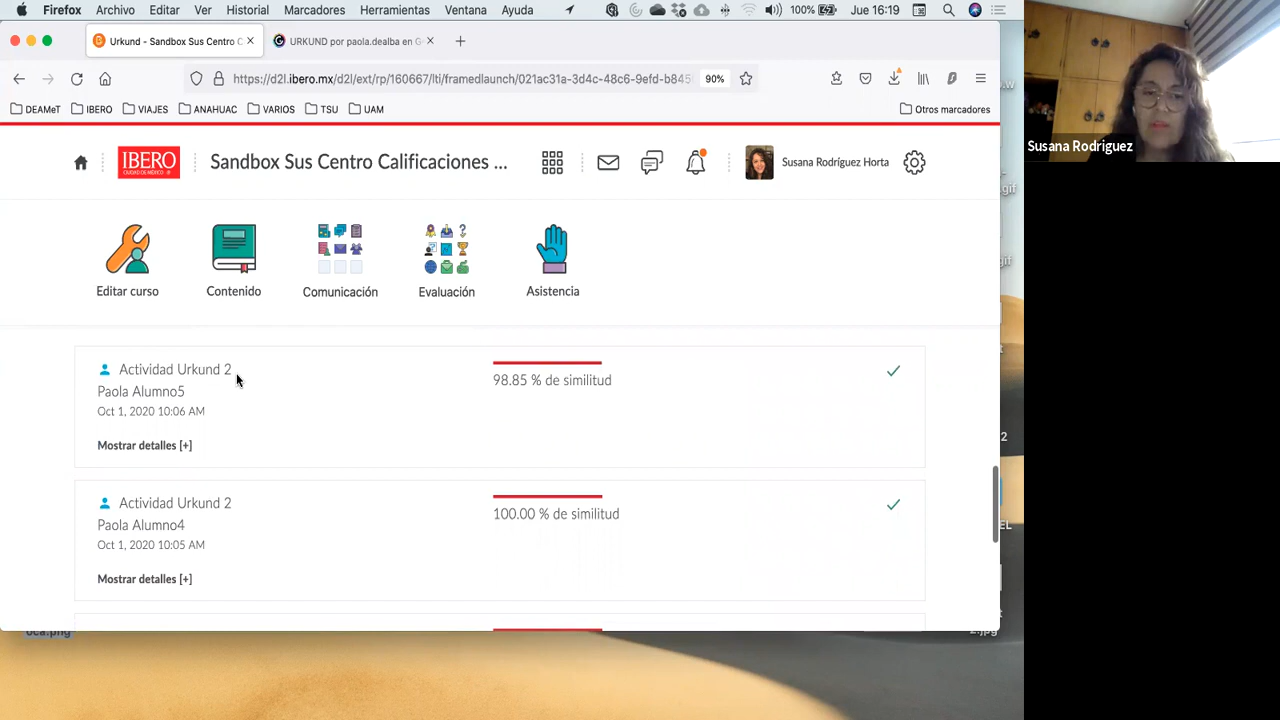 Firefox Archivo Editar Ver Historial Marcadores Herramientas Ventana Ayuda 100% Jue 16:19
Urkund - Sandbox Sus Centro C
URKUND por paola.dealba en G
https://d2l.ibero.mx/d2l/ext/rp/160667/lti/framedlaunch/021ac31a-3d4c-48c6-9efd-b845 90%
DEAMeT IBERO VIAJES ANAHUAC VARIOS TSU UAM Otros marcadores
IBERO
CIUDAD DE MÉXICO
Sandbox Sus Centro Calificaciones ...
Susana Rodríguez Horta
Editar curso Contenido Comunicación Evaluación Asistencia
Actividad Urkund 2
98.85 % de similitud
Paola Alumno5
Oct 1, 2020 10:06 AM
Mostrar detalles [+]
Actividad Urkund 2
100.00 % de similitud
Paola Alumno4
Oct 1, 2020 10:05 AM
Mostrar detalles [+]
Susana Rodriguez